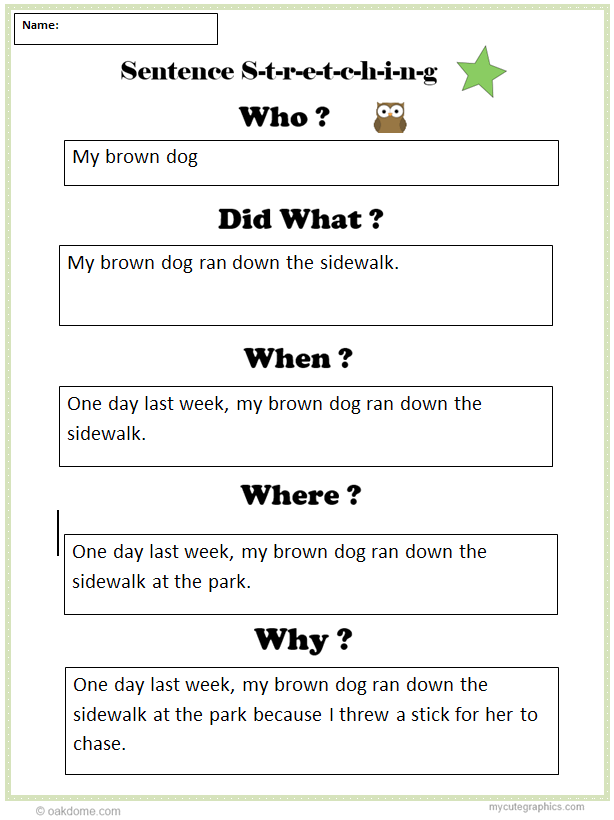 Name:
Sentence S-t-r-e-t-c-h-i-n-g
Who ?
My brown dog
Did What ?
My brown dog ran down the sidewalk.
When ?
One day last week, my brown dog ran down the
sidewalk.
Where ?
One day last week, my brown dog ran down the
sidewalk at the park.
Why ?
One day last week, my brown dog ran down the
sidewalk at the park because I threw a stick for her to
chase.
© oakdome.com
mycutegraphics.com